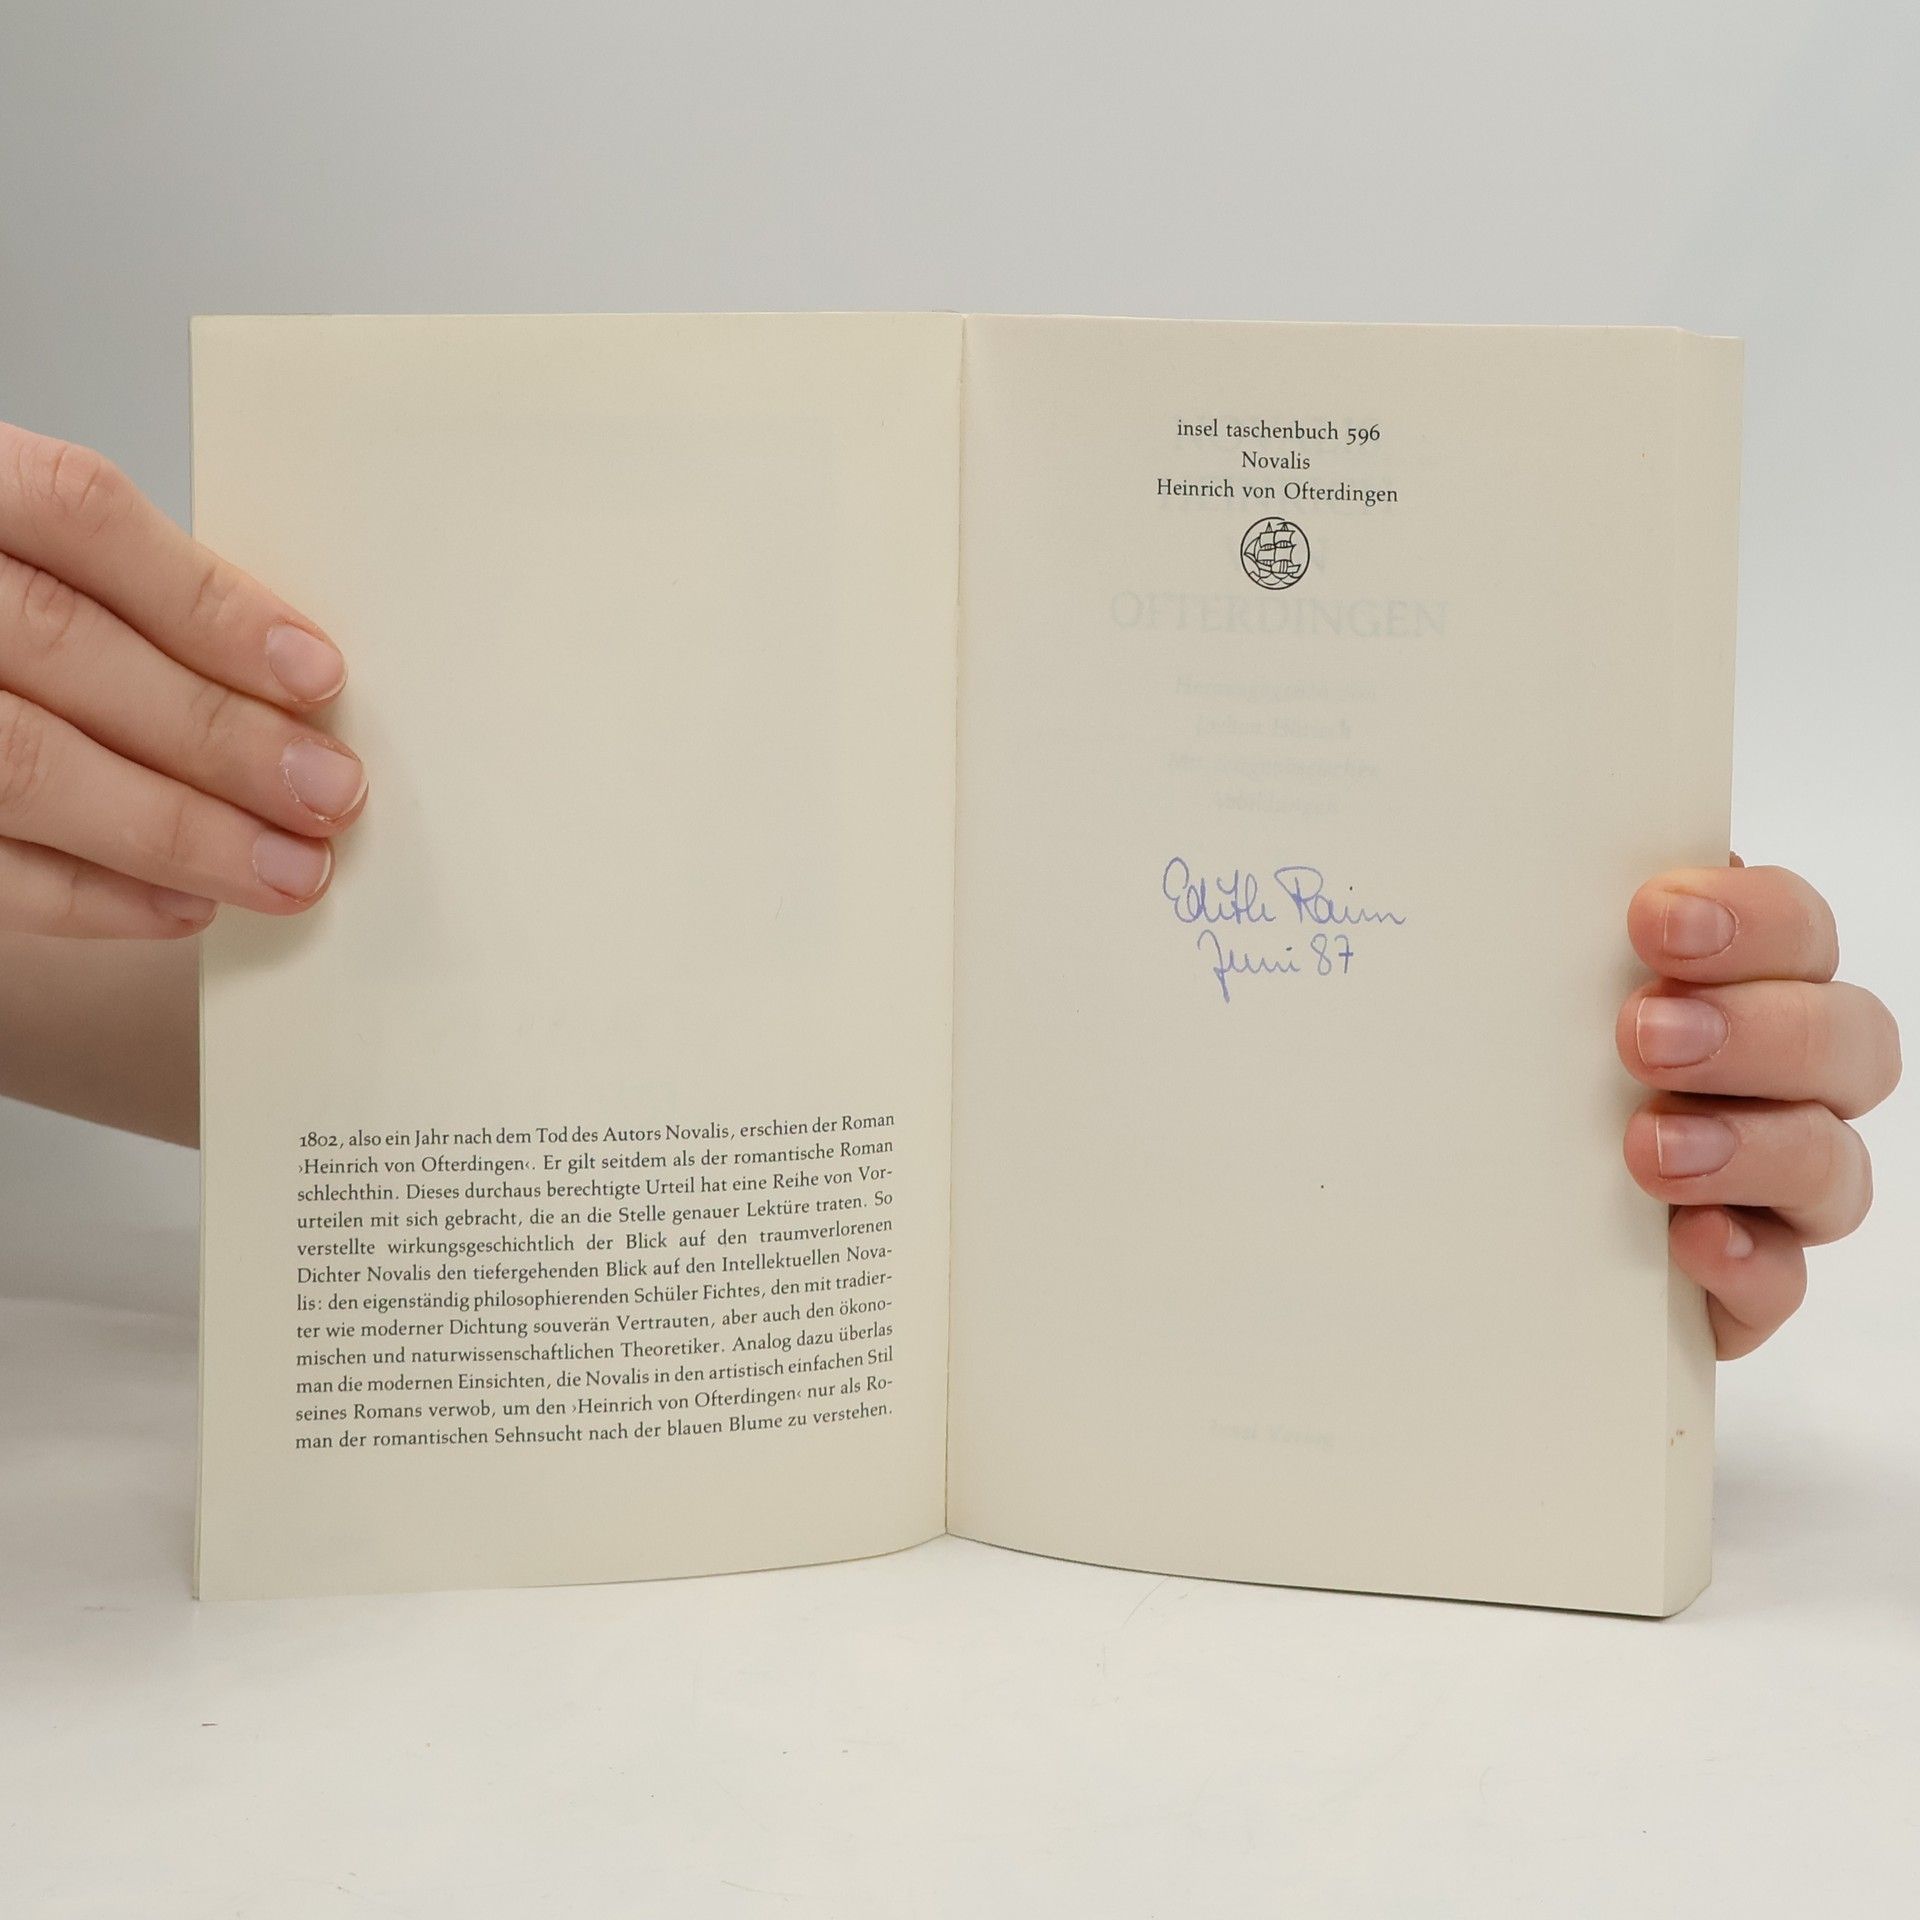 1802, also ein Jahr nach dem Tod des Autors Novalis, erschien der Roman
›Heinrich von Ofterdingen‹. Er gilt seitdem als der romantische Roman
schlechthin. Dieses durchaus berechtigte Urteil hat eine Reihe von Vor-
urteilen mit sich gebracht, die an die Stelle genauer Lektüre traten. So
verstellte wirkungsgeschichtlich der Blick auf den traumverlorenen
Dichter Novalis den tiefergehenden Blick auf den Intellektuellen Nova-
lis: den eigenständig philosophierenden Schüler Fichtes, den mit tradier-
ter wie moderner Dichtung souverän Vertrauten, aber auch den ökono-
mischen und naturwissenschaftlichen Theoretiker. Analog dazu überlas
man die modernen Einsichten, die Novalis in den artistisch einfachen Stil
seines Romans verwob, um den ›Heinrich von Ofterdingen‹ nur als Ro-
man der romantischen Sehnsucht nach der blauen Blume zu verstehen.
insel taschenbuch 596
Novalis
Heinrich von Ofterdingen
OFTERDINGEN
Edith Raim
Juni 87